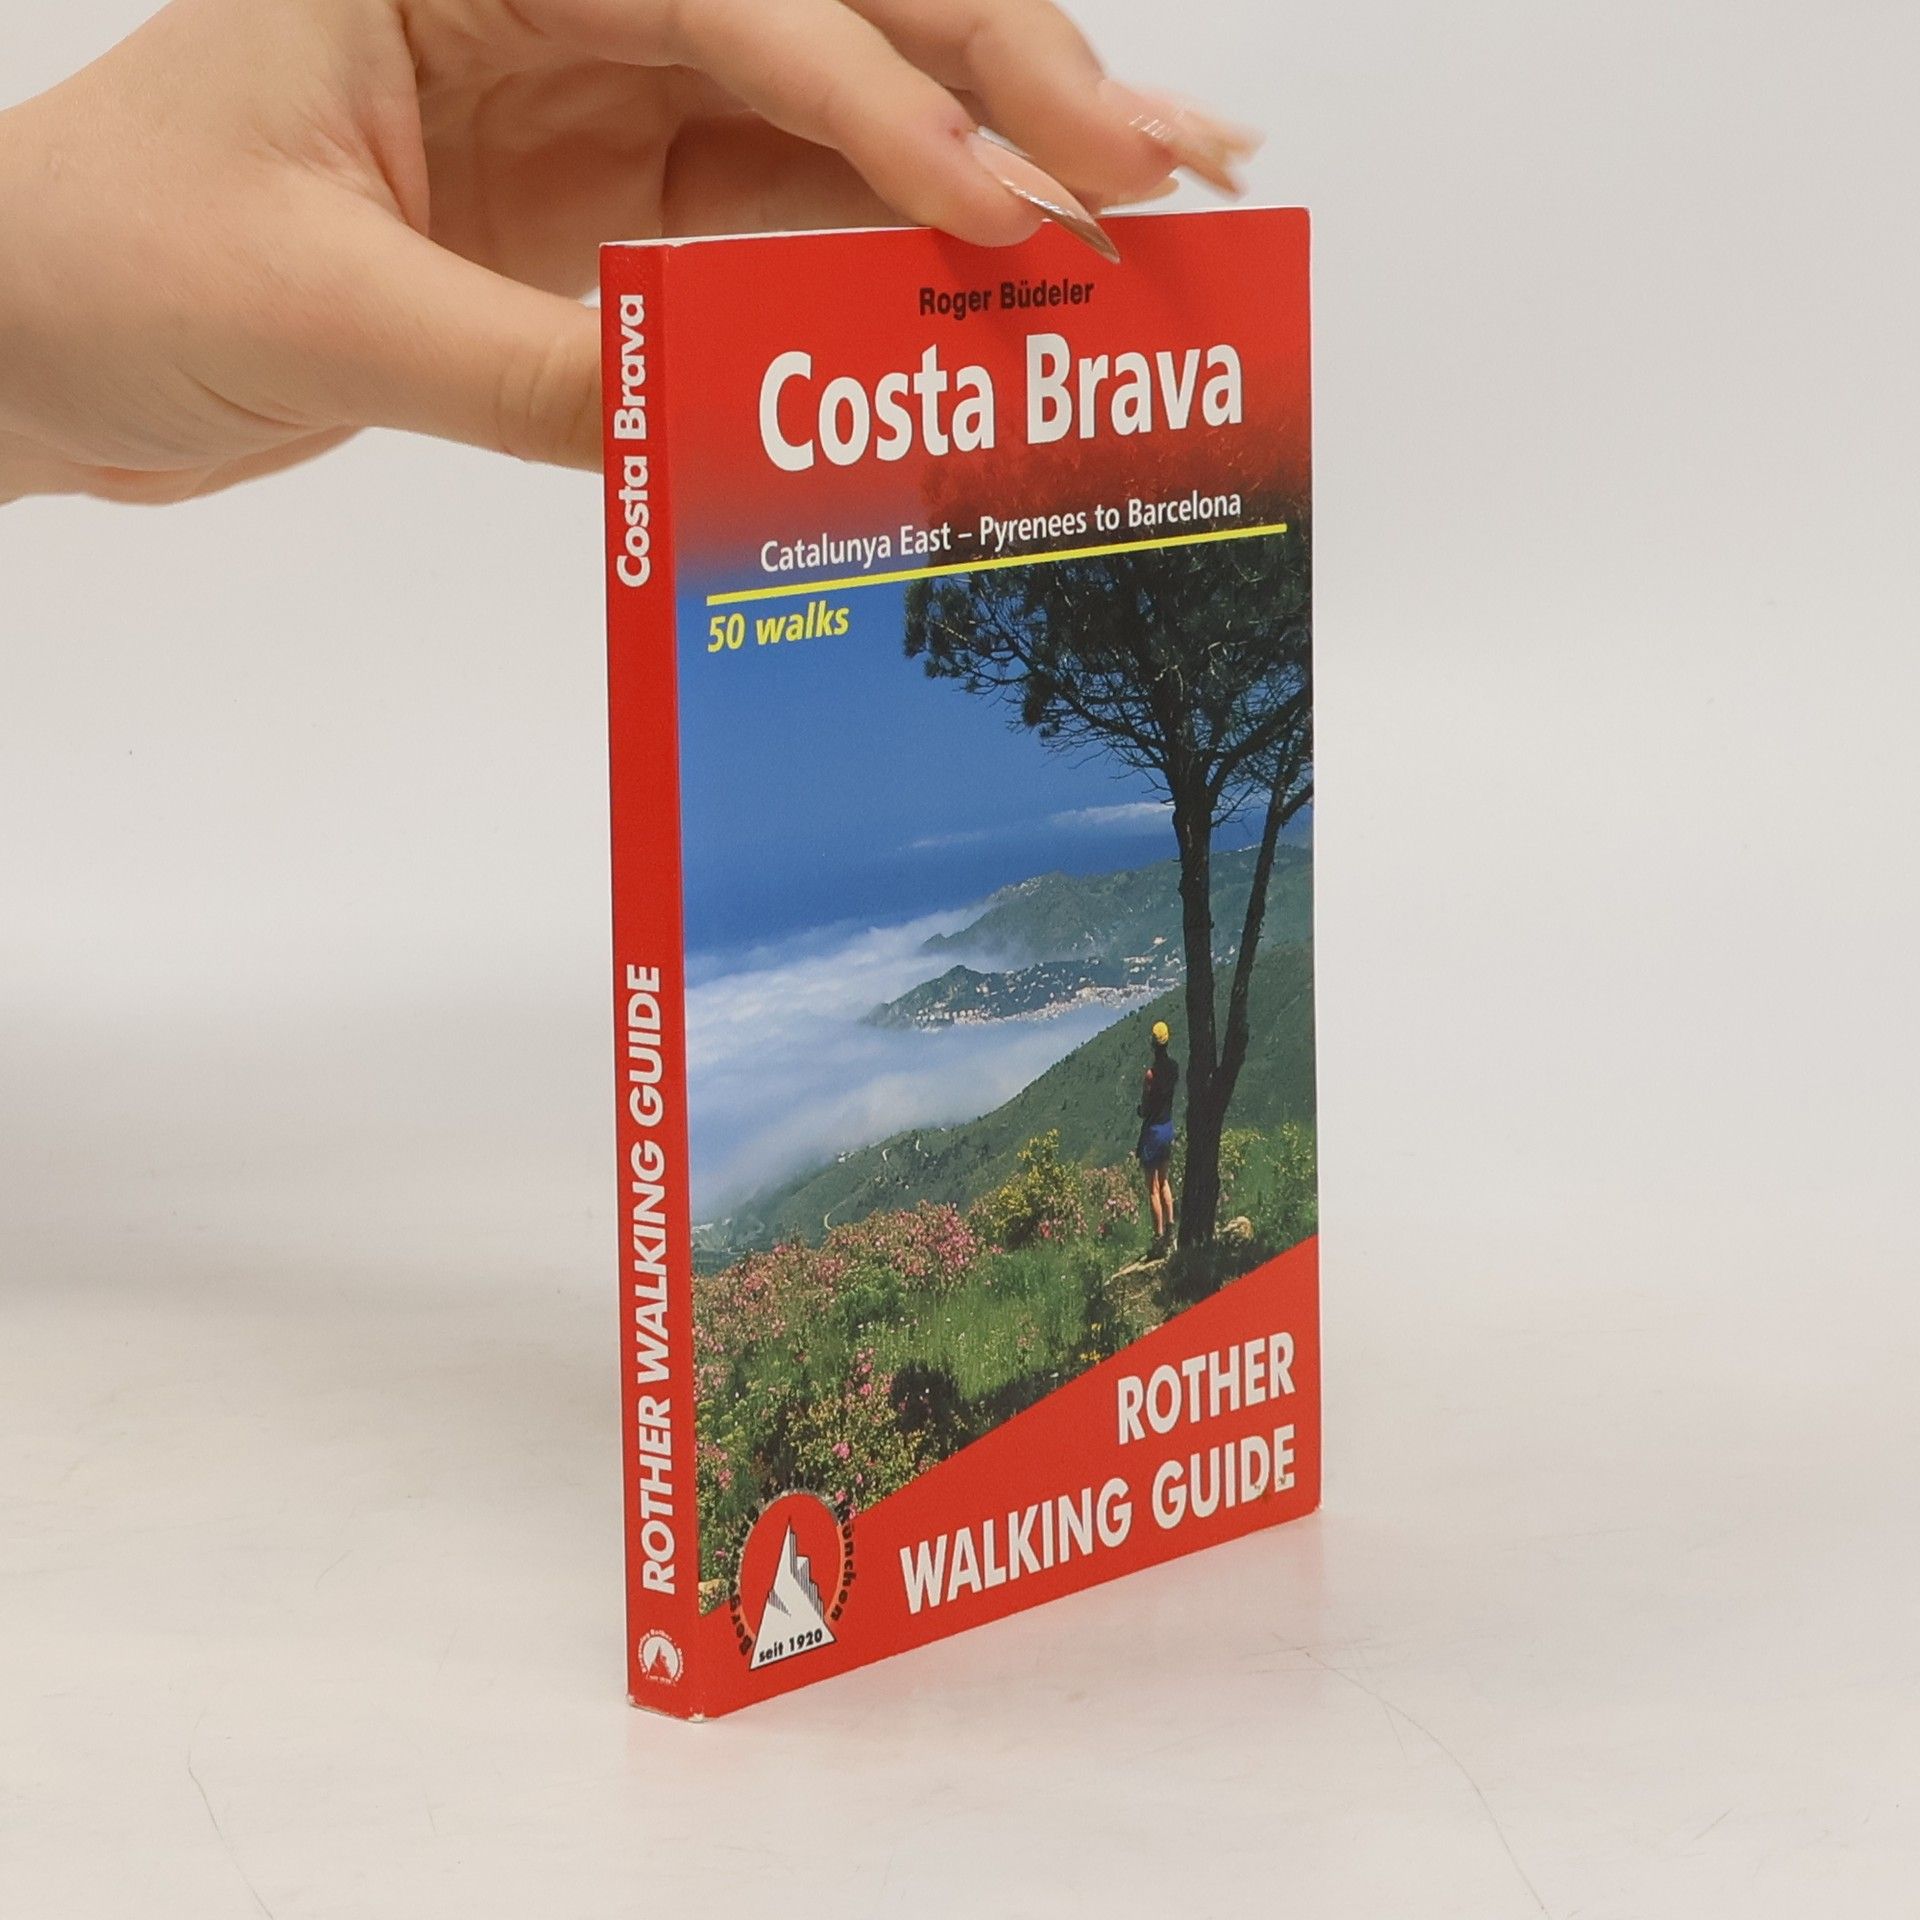 Costa Brava
ROTHER WALKING GUIDE
Roger Büdeler
Costa Brava
Catalunya East – Pyrenees to Barcelona
50 walks
ROTHER
WALKING GUIDE
seit 1920